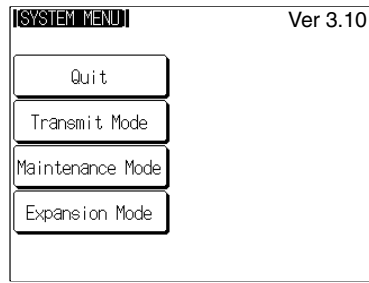 [SYSTEM MENU] Ver 3.10
Quit
Transmit Mode
Maintenance Mode
Expansion Mode